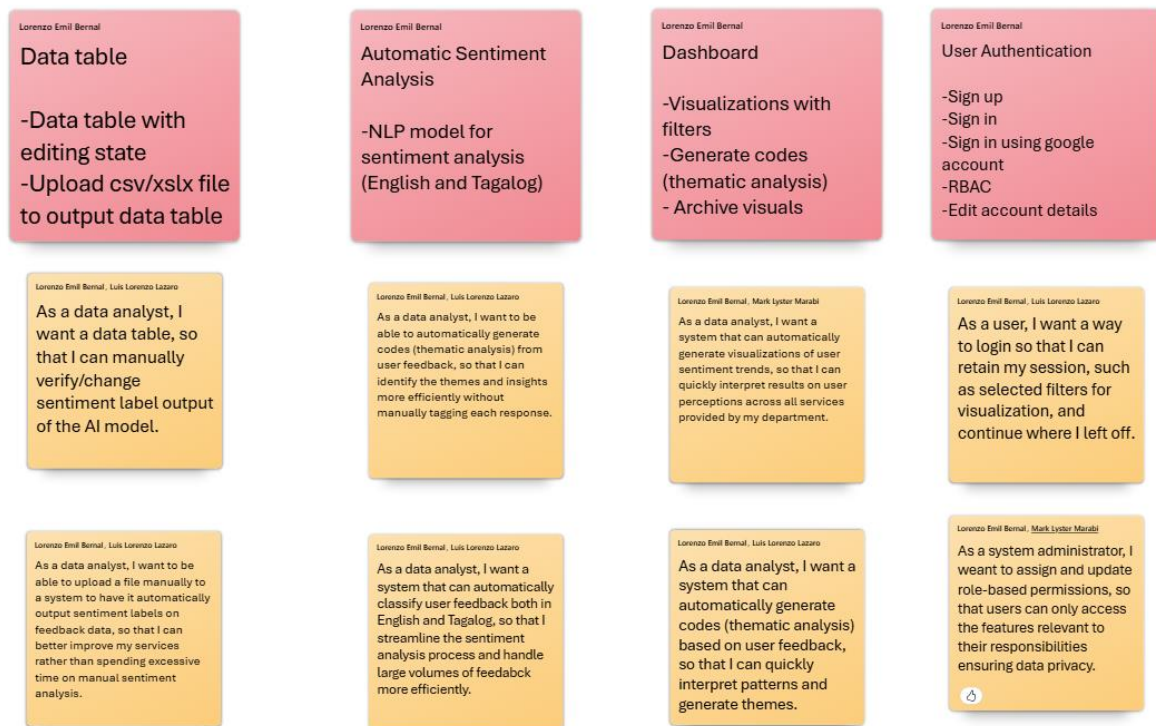 Lorenzo Emil Bernal
Data table
-Data table with
editing state
-Upload csv/xslx file
to output data table
Lorenzo Emil Bernal
Automatic Sentiment
Analysis
-NLP model for
sentiment analysis
(English and Tagalog)
Lorenzo Emil Bernal
Dashboard
-Visualizations with
filters
-Generate codes
(thematic analysis)
- Archive visuals
Lorenzo Emil Bernal
User Authentication
-Sign up
-Sign in
-Sign in using google
account
-RBAC
-Edit account details
Lorenzo Emil Bernal, Luis Lorenzo Lazaro
As a data analyst, I
want a data table, so
that I can manually
verify/change
sentiment label output
of the AI model.
Lorenzo Emil Bernal, Luis Lorenzo Lazaro
As a data analyst, I want to be
able to automatically generate
codes (thematic analysis) from
user feedback, so that I can
identify the themes and insights
more efficiently without
manually tagging each response.
Lorenzo Emil Bernal, Mark Lyster Marabi
As a data analyst, I want a
system that can automatically
generate visualizations of user
sentiment trends, so that I can
quickly interpret results on user
perceptions across all services
provided by my department.
Lorenzo Emil Bernal, Luis Lorenzo Lazaro
As a user, I want a way
to login so that I can
retain my session, such
as selected filters for
visualization, and
continue where I left off.
Lorenzo Emil Bernal, Luis Lorenzo Lazaro
As a data analyst, I want to be
able to upload a file manually to
a system to have it automatically
output sentiment labels on
feedback data, so that I can
better improve my services
rather than spending excessive
time on manual sentiment
analysis.
Lorenzo Emil Bernal, Luis Lorenzo Lazaro
As a data analyst, I want a
system that can automatically
classify user feedback both in
English and Tagalog, so that I
streamline the sentiment
analysis process and handle
large volumes of feedabck
more efficiently.
Lorenzo Emil Bernal, Luis Lorenzo Lazaro
As a data analyst, I want a
system that can
automatically generate
codes (thematic analysis)
based on user feedback,
so that I can quickly
interpret patterns and
generate themes.
Lorenzo Emil Bernal, Mark Lyster Marabi
As a system administrator, I
weant to assign and update
role-based permissions, so
that users can only access
the features relevant to
their responsibilities
ensuring data privacy.